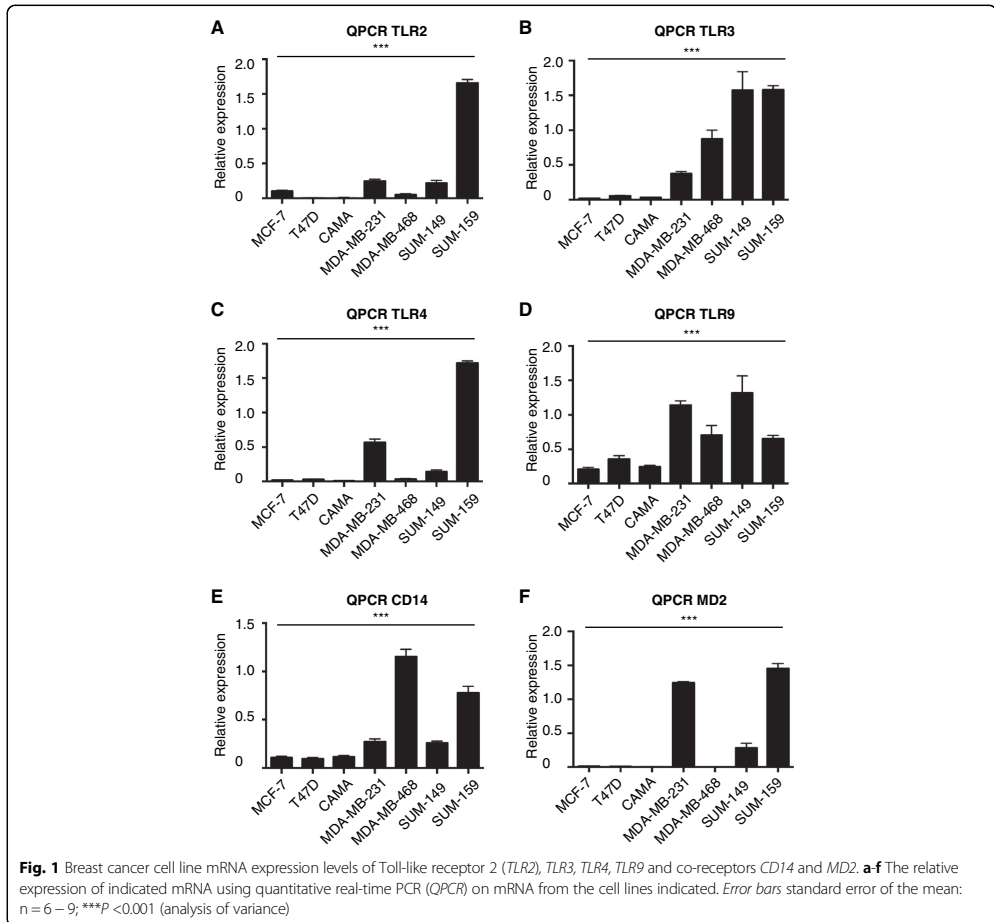 A
QPCR TLR2
***
Relative expression
2.0
1.5
1.0
0.5
0
MCF-7
T47D
CAMA
MDA-MB-231
MDA-MB-468
SUM-149
SUM-159
B
QPCR TLR3
***
Relative expression
2.0
1.5
1.0
0.5
0
MCF-7
T47D
CAMA
MDA-MB-231
MDA-MB-468
SUM-149
SUM-159
C
QPCR TLR4
***
Relative expression
2.0
1.5
1.0
0.5
0
MCF-7
T47D
CAMA
MDA-MB-231
MDA-MB-468
SUM-149
SUM-159
D
QPCR TLR9
***
Relative expression
2.0
1.5
1.0
0.5
0
MCF-7
T47D
CAMA
MDA-MB-231
MDA-MB-468
SUM-149
SUM-159
E
QPCR CD14
***
Relative expression
1.5
1.0
0.5
0
MCF-7
T47D
CAMA
MDA-MB-231
MDA-MB-468
SUM-149
SUM-159
F
QPCR MD2
***
Relative expression
2.0
1.5
1.0
0.5
0
MCF-7
T47D
CAMA
MDA-MB-231
MDA-MB-468
SUM-149
SUM-159
Fig. 1 Breast cancer cell line mRNA expression levels of Toll-like receptor 2 (TLR2), TLR3, TLR4, TLR9 and co-receptors CD14 and MD2. a-f The relative
expression of indicated mRNA using quantitative real-time PCR (QPCR) on mRNA from the cell lines indicated. Error bars standard error of the mean:
n = 6 – 9; ***P <0.001 (analysis of variance)